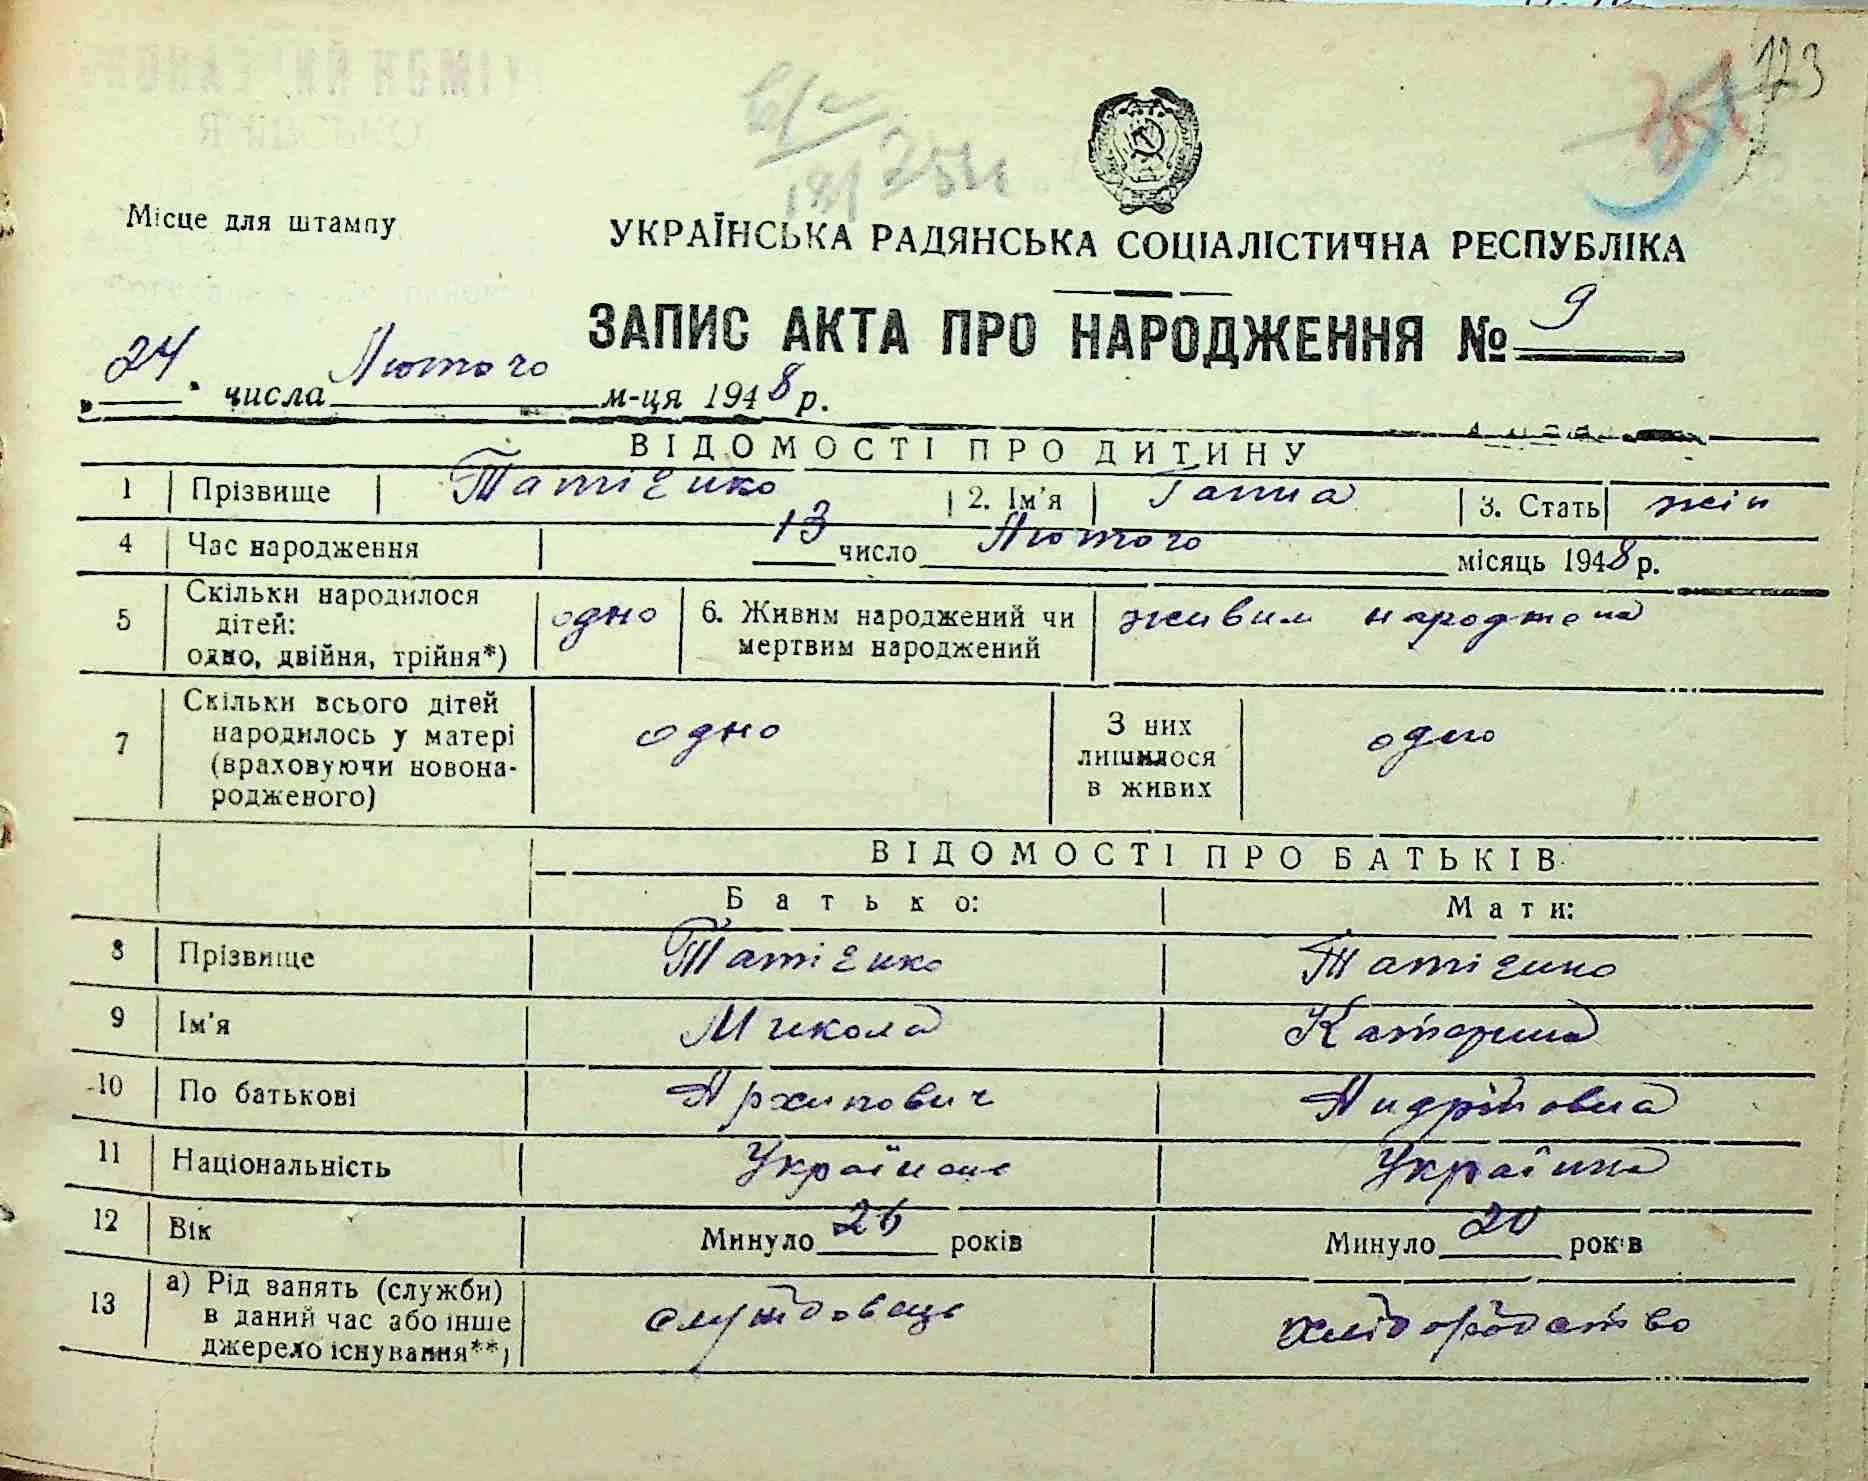 123
Місце для штампу
УКРАЇНСЬКА РАДЯНСЬКА СОЦІАЛІСТИЧНА РЕСПУБЛІКА
ЗАПИС АКТА ПРО НАРОДЖЕННЯ № 9
„ 24 " числа Лютого м-ця 1948 р.
ВІДОМОСТІ ПРО ДИТИНУ
1 Прізвище Татієнко 2. Ім'я Ганна 3. Стать жін
4 Час народження 13 число Лютого місяць 1948 р.
5 Скільки народилося дітей: одно, двійня, трійня*) одно 6. Живим народжений чи мертвим народжений живим народжена
7 Скільки всього дітей народилось у матері (враховуючи новонародженого) одно З них лишилося в живих одно
ВІДОМОСТІ ПРО БАТЬКІВ
Батько: Мати:
8 Прізвище Татієнко Татієнко
9 Ім'я Микола Катерина
10 По батькові Архипович Андрійовна
11 Національність Українець Українка
12 Вік Минуло 26 років Минуло 20 років
13 а) Рід занять (служби) в даний час або інше джерело існування**) службовець хліборобство